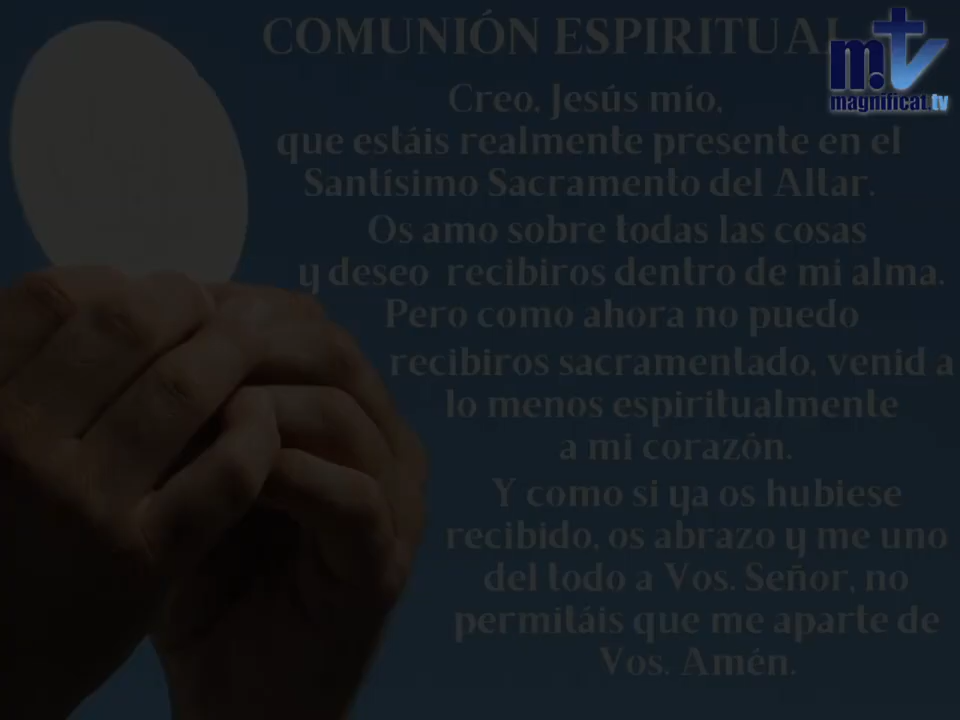 COMUNIÓN ESPIRITUAL
m.tv
magnificat.tv
Creo, Jesús mío,
que estáis realmente presente en el
Santísimo Sacramento del Altar.
Os amo sobre todas las cosas
y deseo recibiros dentro de mi alma.
Pero como ahora no puedo
recibiros sacramentado, venid a
lo menos espiritualmente
a mi corazón.
Y como si ya os hubiese
recibido, os abrazo y me uno
del todo a Vos. Señor, no
permitáis que me aparte de
Vos. Amén.